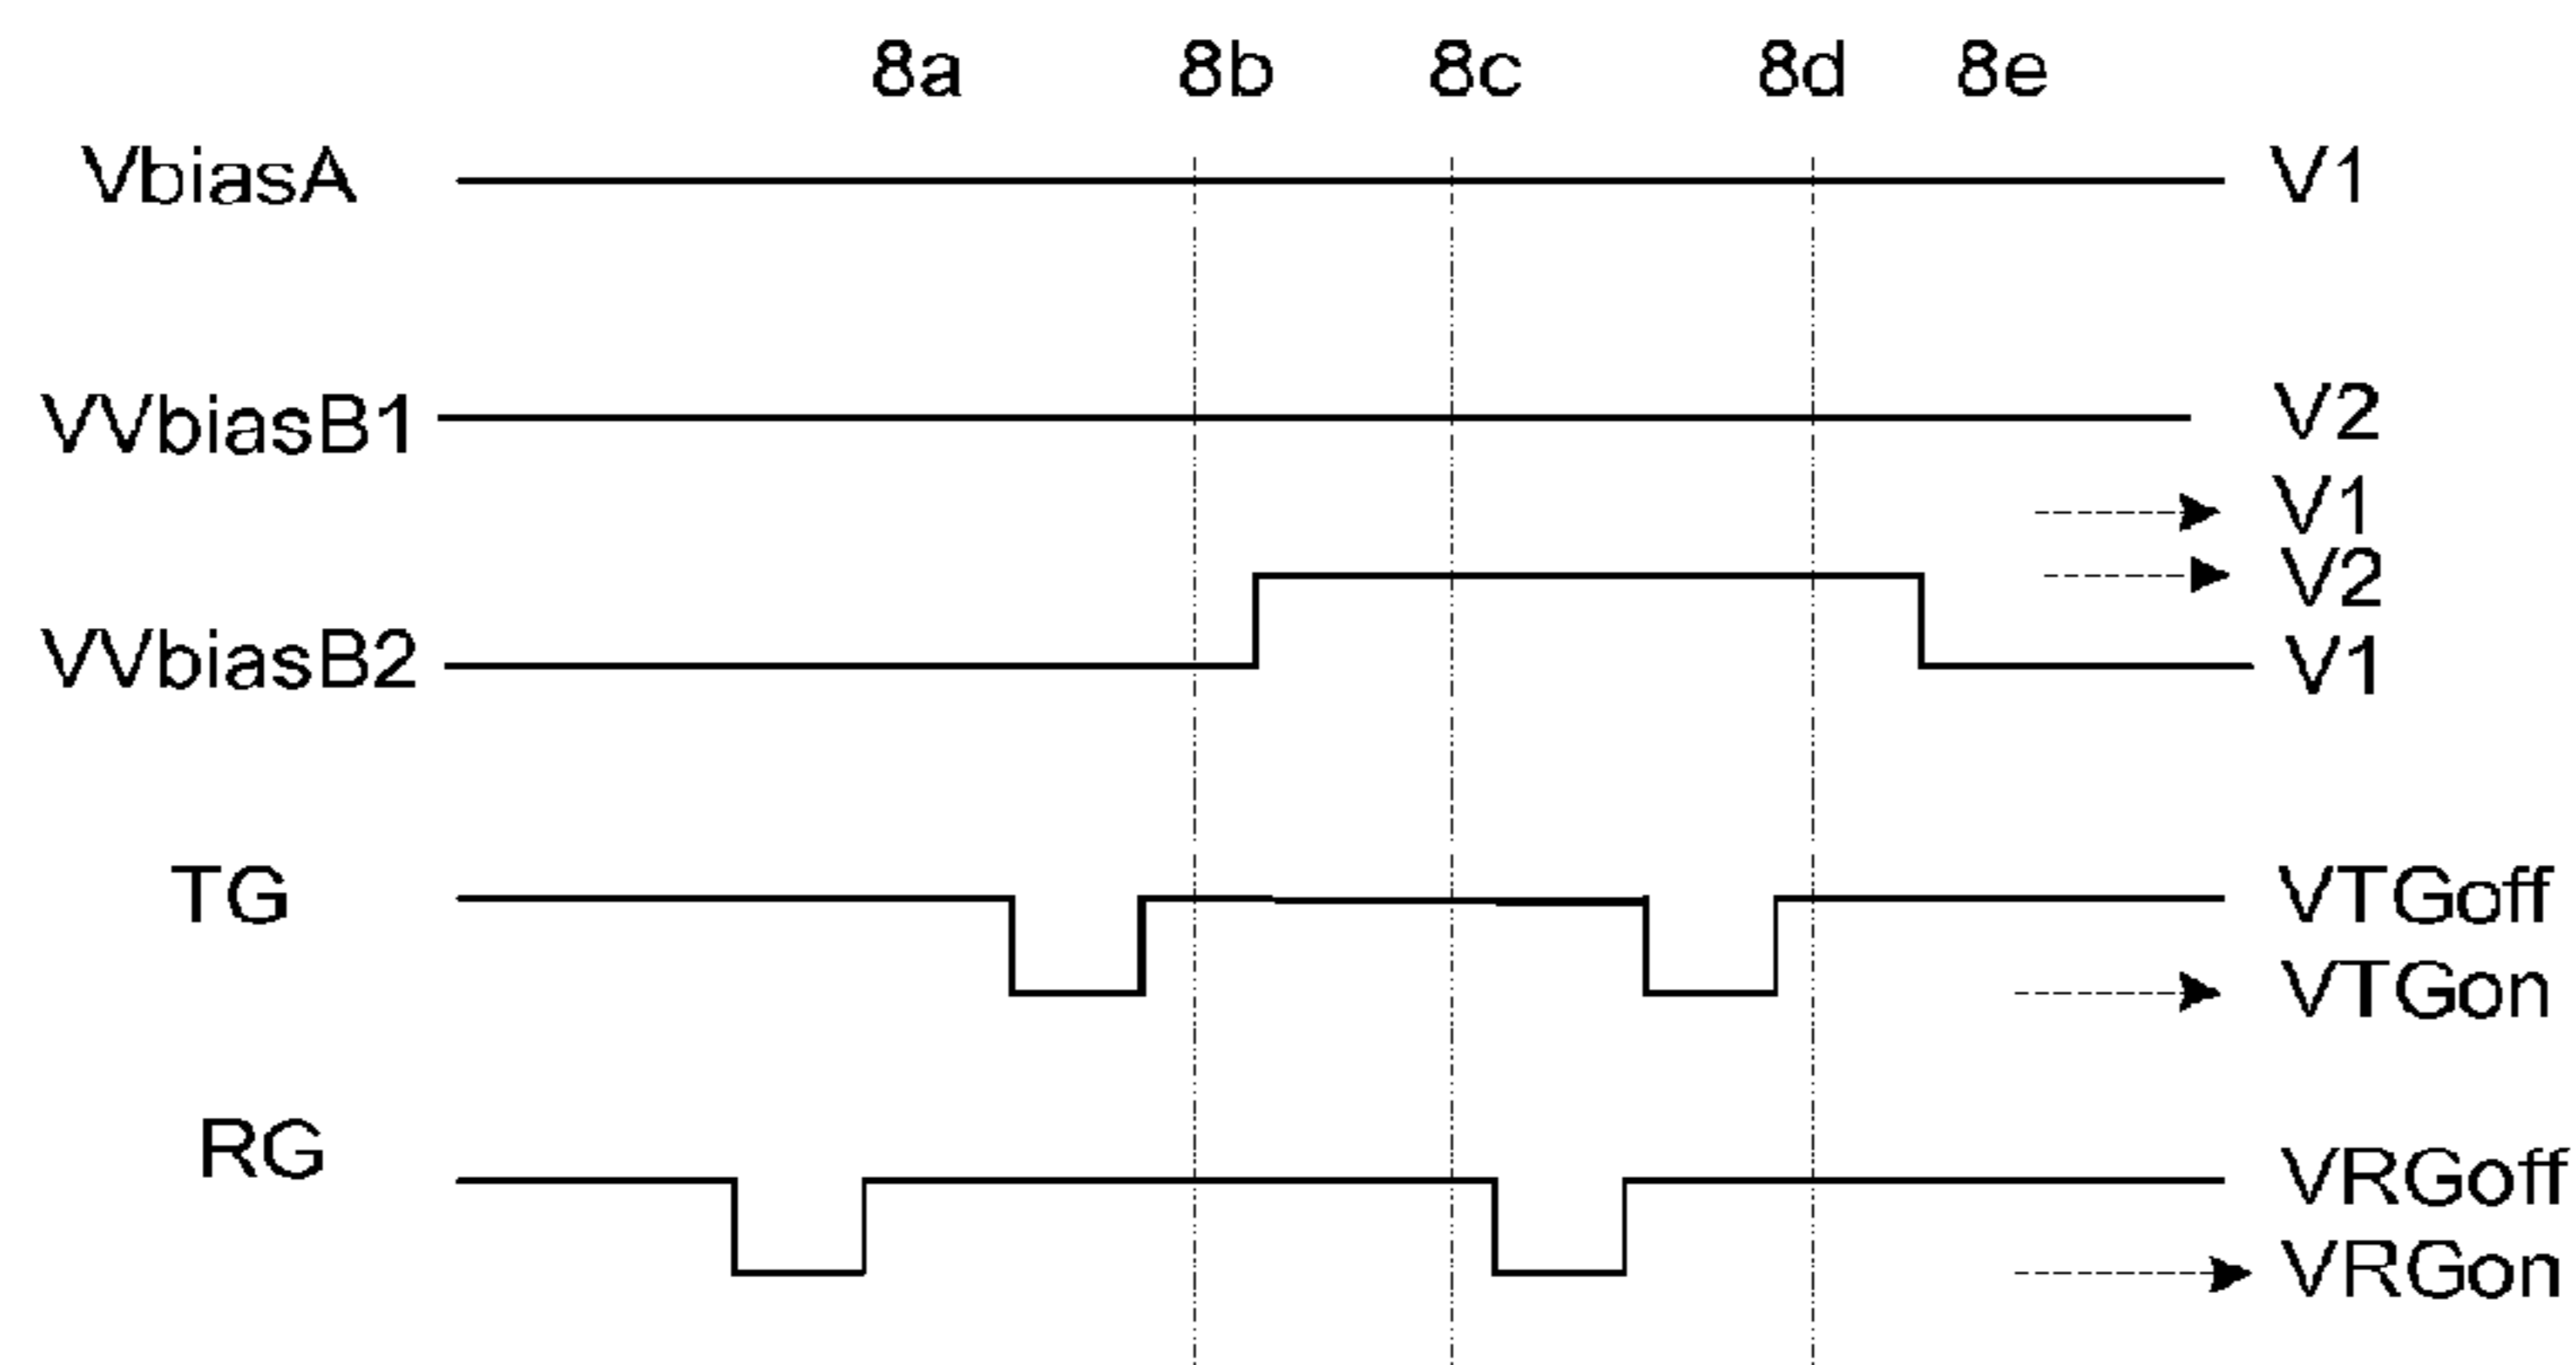 8a 8b 8c 8d 8e
VbiasA V1
VVbiasB1 V2
V1
V2
VVbiasB2 V1
TG VTGoff
VTGon
RG VRGoff
VRGon